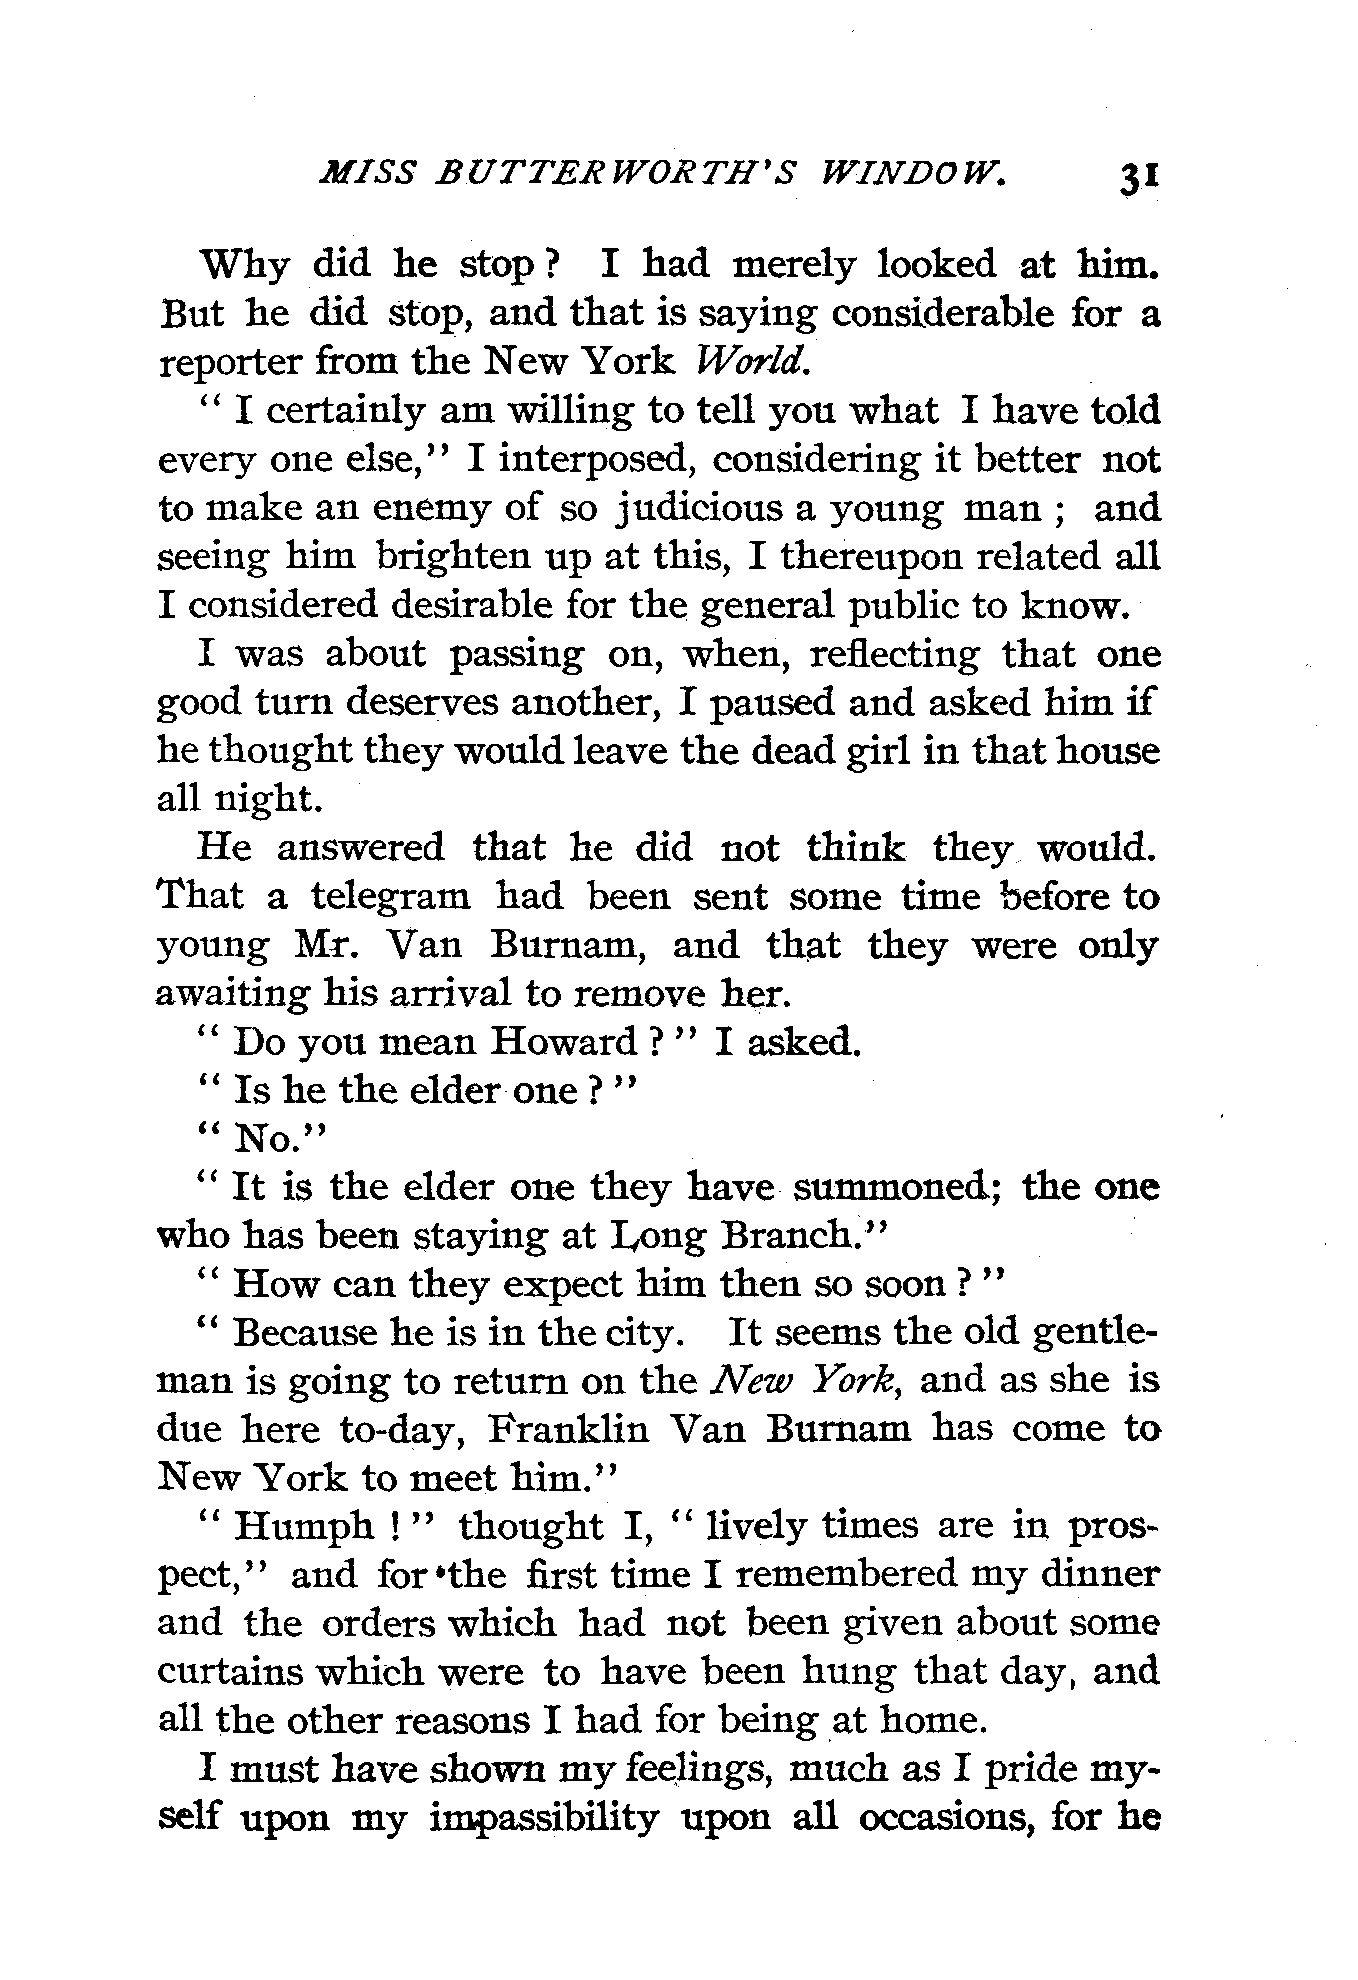 MISS BUTTERWORTH'S WINDOW. 31
Why did he stop? I had merely looked at him.
But he did stop, and that is saying considerable for a
reporter from the New York World.
" I certainly am willing to tell you what I have told
every one else," I interposed, considering it better not
to make an enemy of so judicious a young man ; and
seeing him brighten up at this, I thereupon related all
I considered desirable for the general public to know.
I was about passing on, when, reflecting that one
good turn deserves another, I paused and asked him if
he thought they would leave the dead girl in that house
all night.
He answered that he did not think they would.
That a telegram had been sent some time before to
young Mr. Van Burnam, and that they were only
awaiting his arrival to remove her.
" Do you mean Howard ? " I asked.
" Is he the elder one ? "
" No."
" It is the elder one they have summoned; the one
who has been staying at Long Branch."
" How can they expect him then so soon ? "
" Because he is in the city. It seems the old gentle-
man is going to return on the New York, and as she is
due here to-day, Franklin Van Burnam has come to
New York to meet him."
" Humph ! " thought I, " lively times are in pros-
pect," and for the first time I remembered my dinner
and the orders which had not been given about some
curtains which were to have been hung that day, and
all the other reasons I had for being at home.
I must have shown my feelings, much as I pride my-
self upon my impassibility upon all occasions, for he